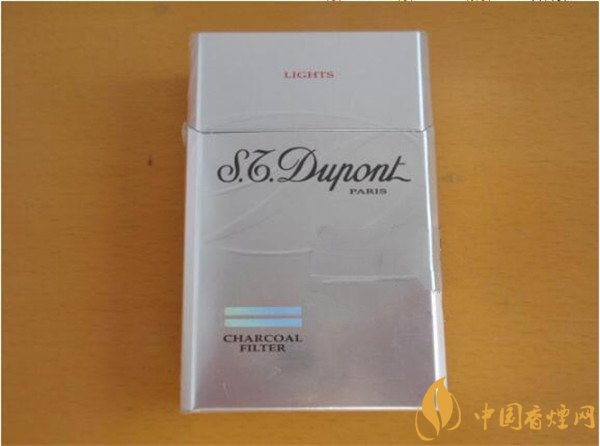 LIGHTS
S.T. Dupont
PARIS
CHARCOAL
FILTER
中国香烟网